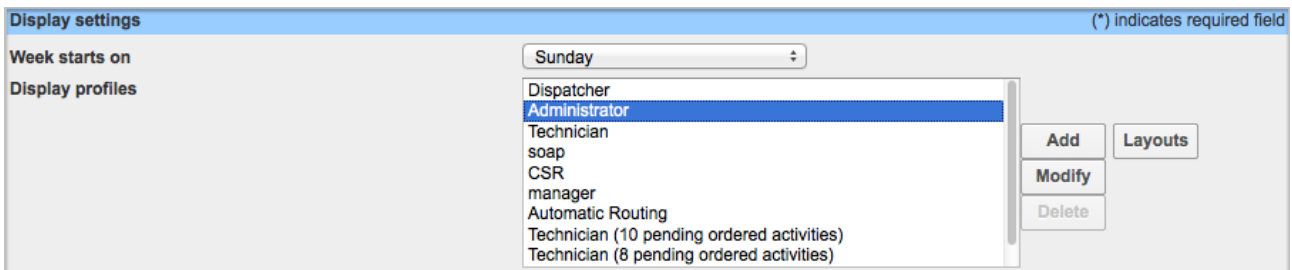 Display settings (*) indicates required field
Week starts on Sunday
Display profiles
Dispatcher
Administrator
Technician
soap
CSR
manager
Automatic Routing
Technician (10 pending ordered activities)
Technician (8 pending ordered activities)
Add Layouts
Modify
Delete